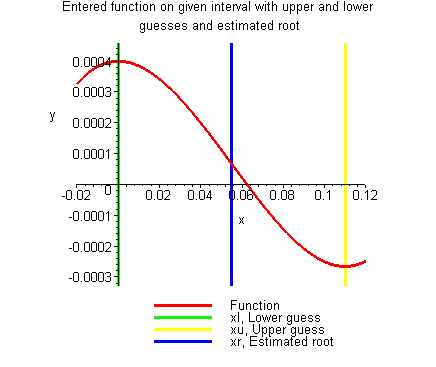 Entered function on given interval with upper and lower
guesses and estimated root
0.0004
0.0003
y
0.0002
0.0001
-0.02
0
0.02
0.04
0.06
0.08
0.1
0.12
x
-0.0001
-0.0002
-0.0003
Function
xl, Lower guess
xu, Upper guess
xr, Estimated root